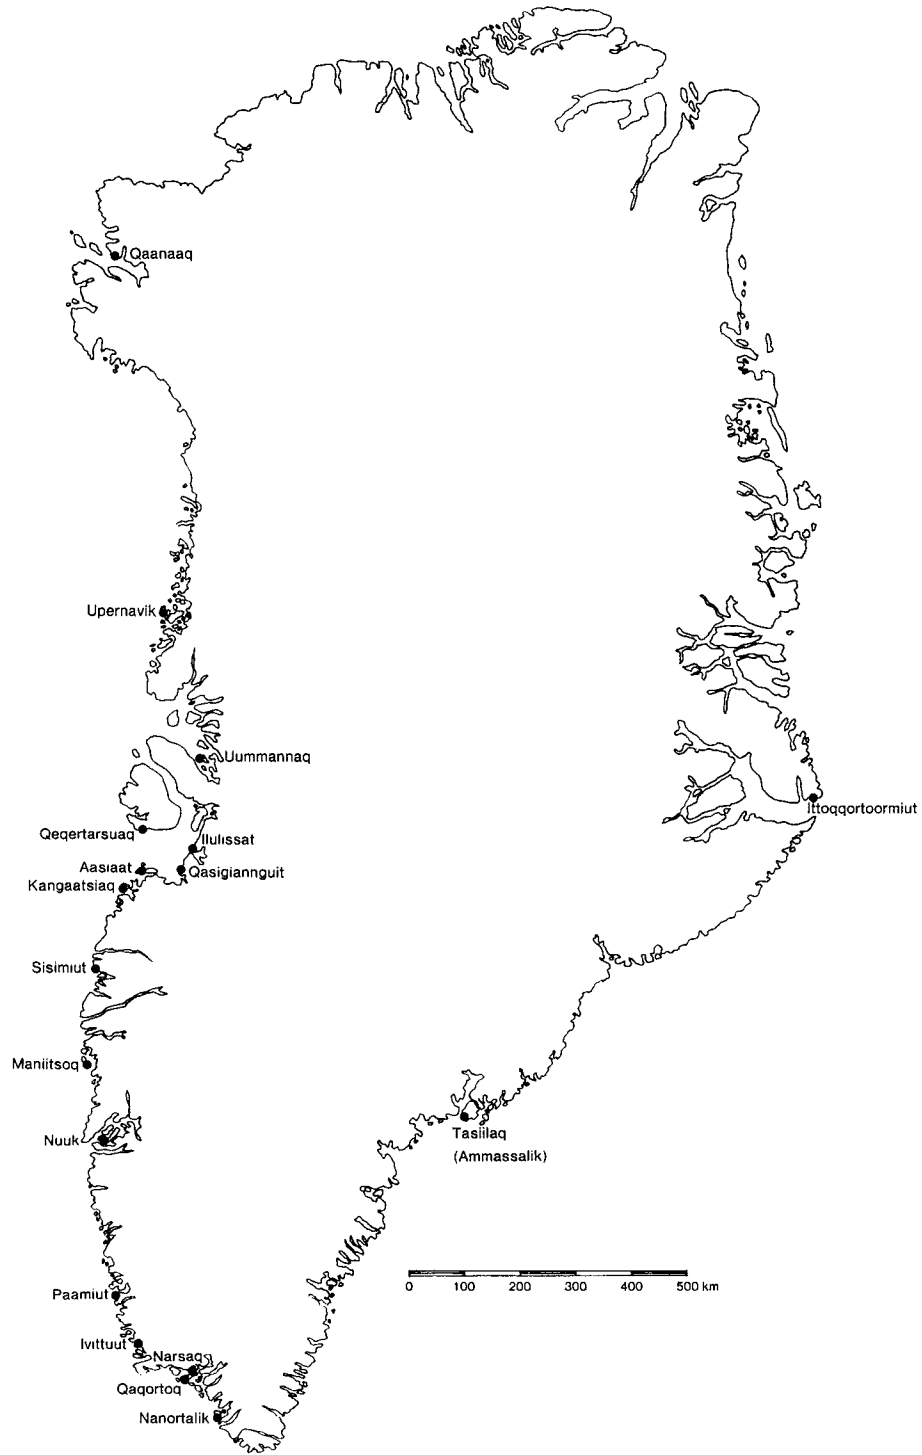 Qaanaaq
Upernavik
Uummannaq
Ittoqqortoormiut
Qeqertarsuaq
Ilulissat
Aasiaat
Qasigiannguit
Kangaatsiaq
Sisimiut
Maniitsoq
Nuuk
Tasiilaq
(Ammassalik)
0 100 200 300 400 500 km
Paamiut
Ivittuut
Narsaq
Qaqortoq
Nanortalik